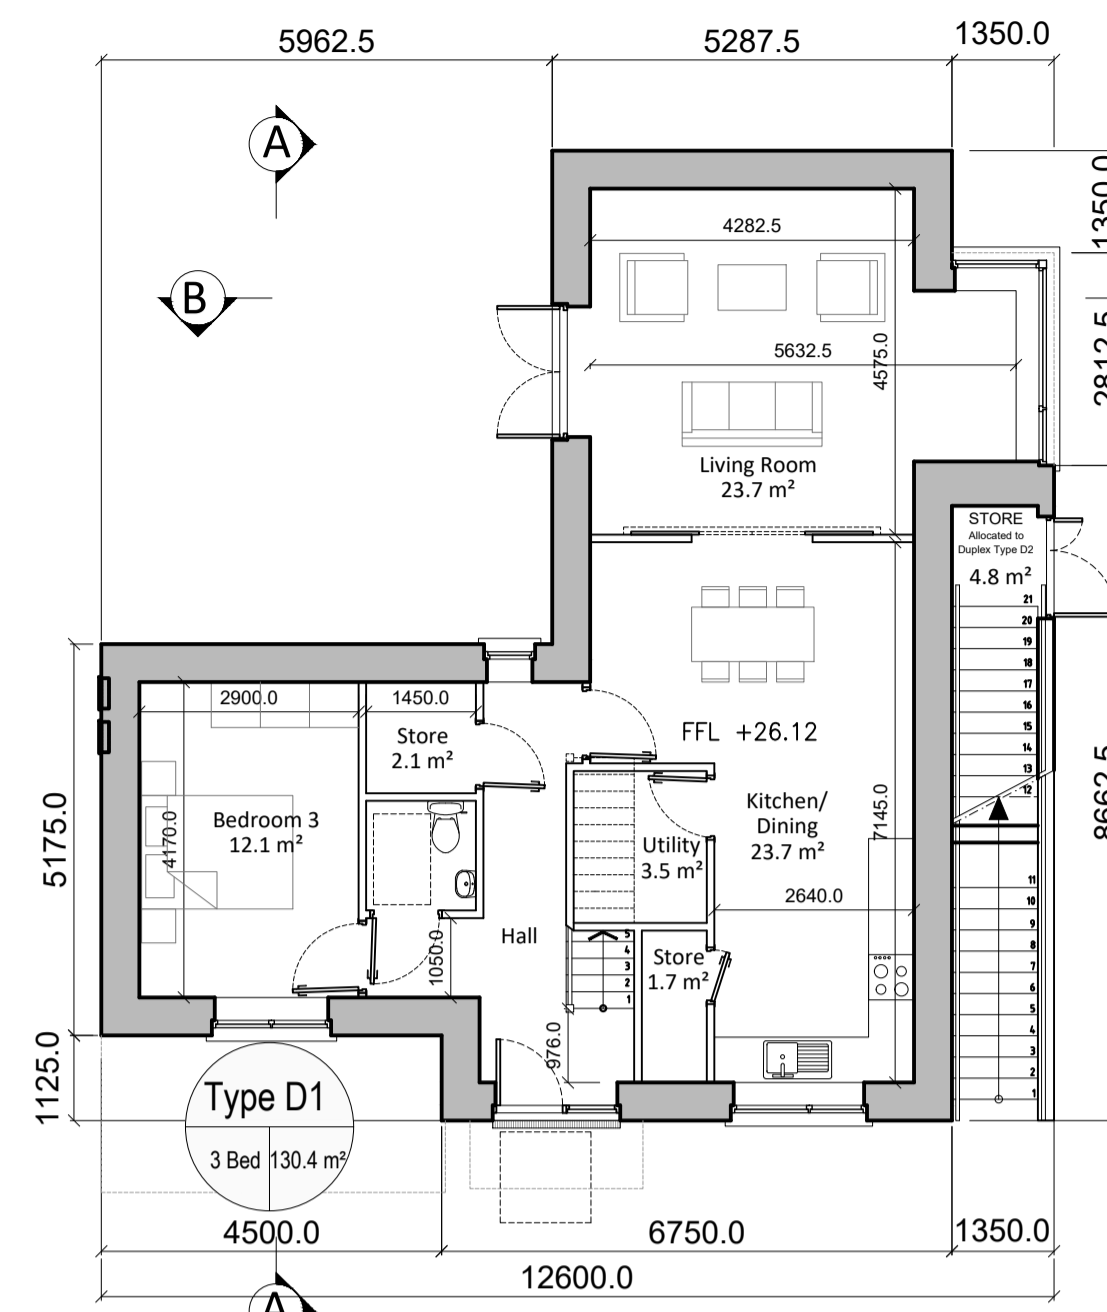 5962.5
5287.5
1350.0
A
1350.0
4282.5
B
2812.5
5632.5
4575.0
Living Room
23.7 m²
STORE
Allocated to
Duplex Type D2
4.8 m²
21
20
19
18
17
16
15
14
13
12
2900.0
1450.0
Store
2.1 m²
FFL +26.12
5175.0
4170.0
Bedroom 3
12.1 m²
Kitchen/
Dining
23.7 m²
7145.0
8662.5
Utility
3.5 m²
2640.0
11
10
9
8
7
6
5
4
3
2
1
Hall
1050.0
5
4
3
2
1
Store
1.7 m²
976.0
1125.0
Type D1
3 Bed
130.4 m²
4500.0
6750.0
1350.0
12600.0
A